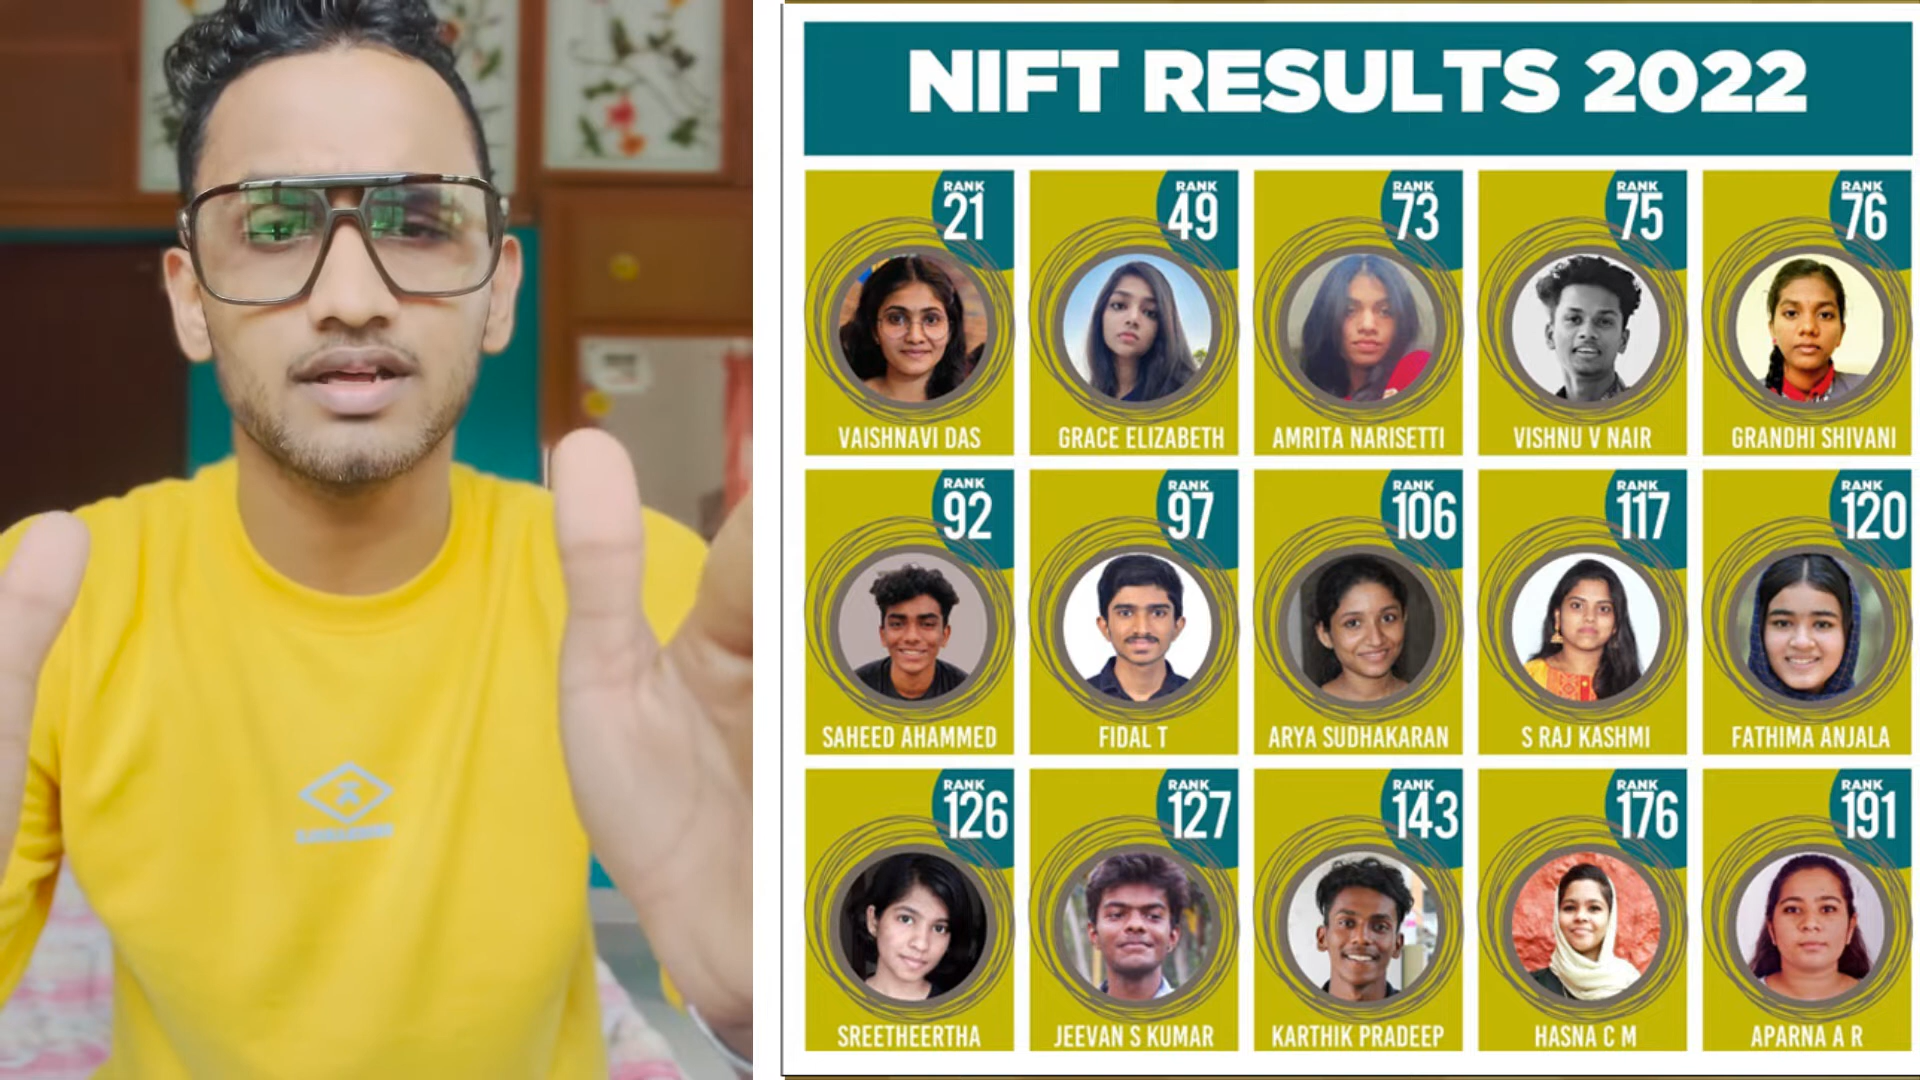 NIFT RESULTS 2022
RANK
21
VAISHNAVI DAS
RANK
49
GRACE ELIZABETH
RANK
73
AMRITA NARISETTI
RANK
75
VISHNU V NAIR
RANK
76
GRANDHI SHIVANI
RANK
92
SAHEED AHAMMED
RANK
97
FIDAL T
RANK
106
ARYA SUDHAKARAN
RANK
117
S RAJ KASHMI
RANK
120
FATHIMA ANJALA
RANK
126
SREETHEERTHA
RANK
127
JEEVAN S KUMAR
RANK
143
KARTHIK PRADEEP
RANK
176
HASNA C M
RANK
191
APARNA A R